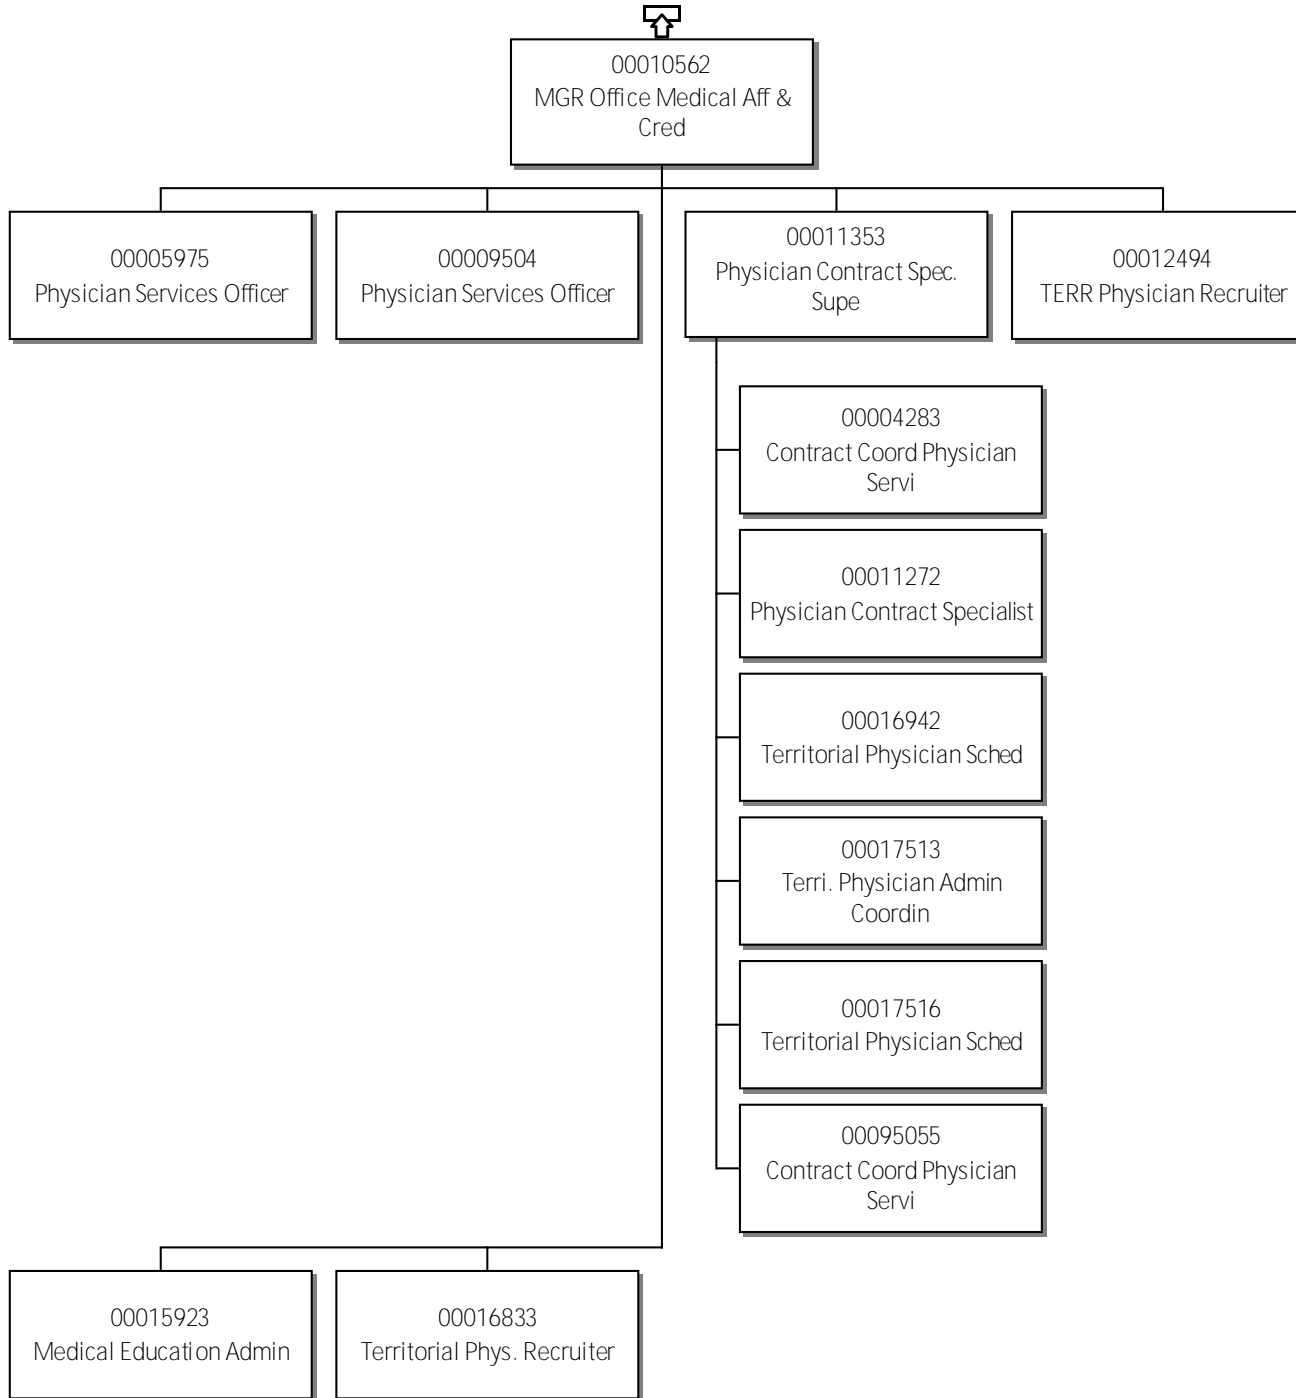 00010562
MGR Office Medical Aff &
Cred
00005975
Physician Services Officer
00009504
Physician Services Officer
00011353
Physician Contract Spec.
Supe
00012494
TERR Physician Recruiter
00004283
Contract Coord Physician
Servi
00011272
Physician Contract Specialist
00016942
Territorial Physician Sched
00017513
Terri. Physician Admin
Coordin
00017516
Territorial Physician Sched
00095055
Contract Coord Physician
Servi
00015923
Medical Education Admin
00016833
Territorial Phys. Recruiter